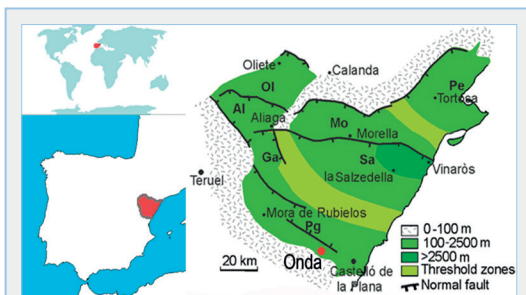 Oliete
Calanda
Ol
Pe
Tortosa
Al
Aliaga
Mo
Morella
Ga
Sa
Vinaròs
la Salzedella
Teruel
Mora de Rubielos
Pg
0-100 m
100-2500 m
>2500 m
Threshold zones
Normal fault
20 km
Onda
Castelló de
la Plana